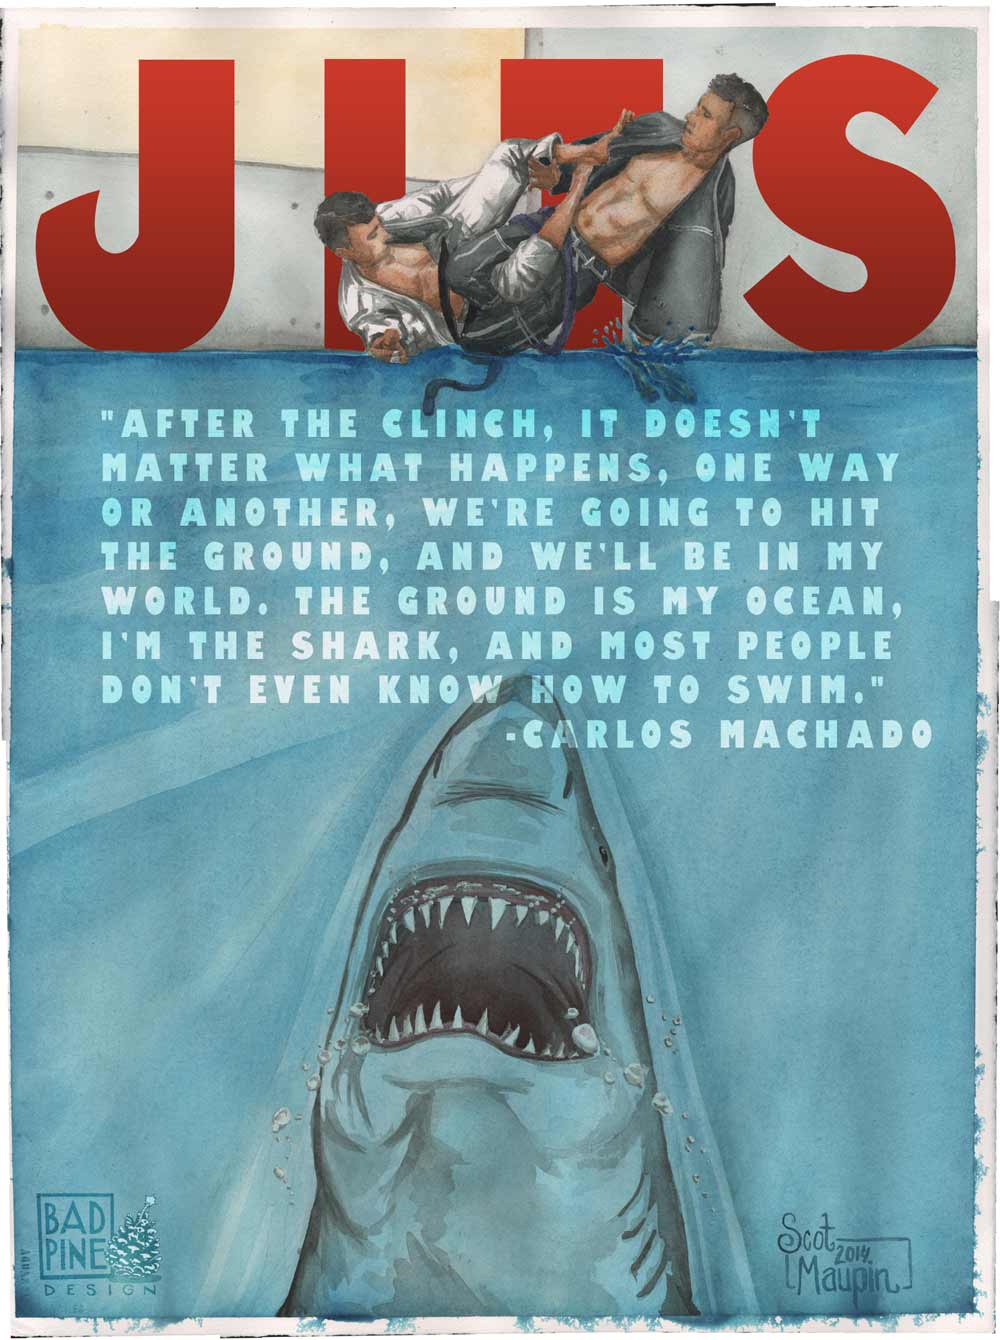 JITS
"AFTER THE CLINCH, IT DOESN'T
MATTER WHAT HAPPENS, ONE WAY
OR ANOTHER, WE'RE GOING TO HIT
THE GROUND, AND WE'LL BE IN MY
WORLD. THE GROUND IS MY OCEAN,
I'M THE SHARK, AND MOST PEOPLE
DON'T EVEN KNOW HOW TO SWIM."
-CARLOS MACHADO
BAD
PINE
DESIGN
Scot
2014
Maupin